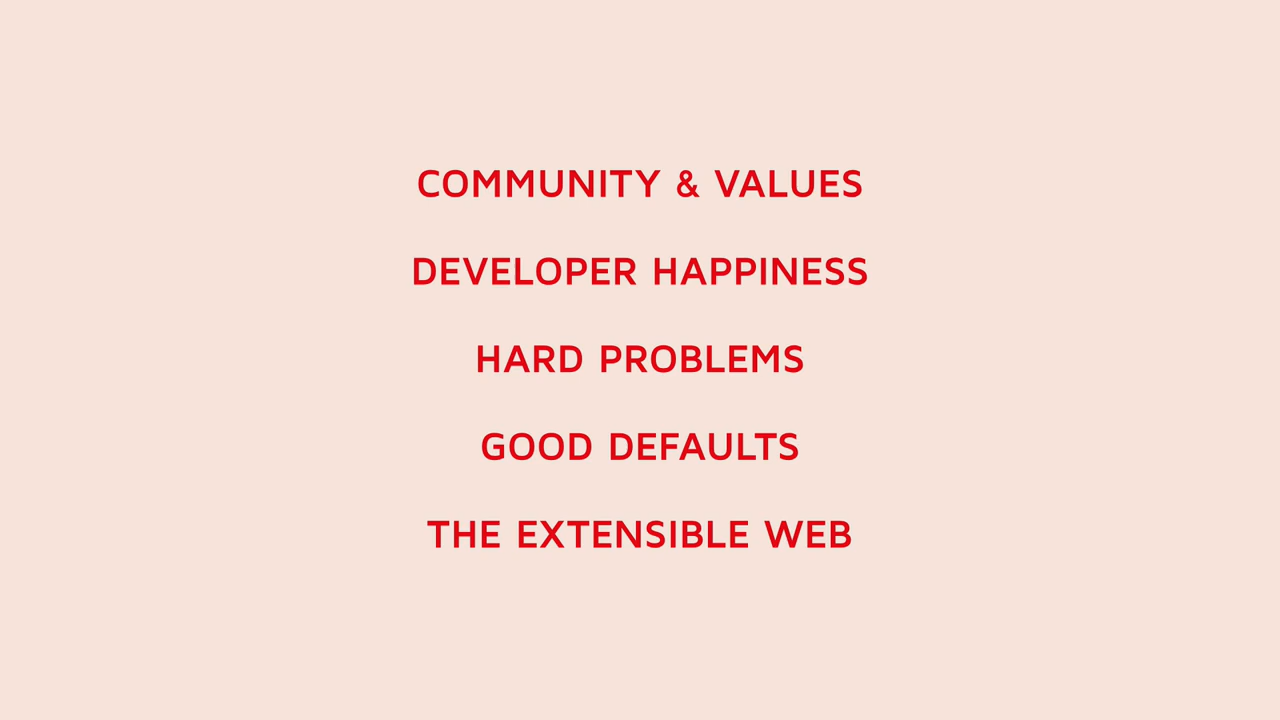 COMMUNITY & VALUES
DEVELOPER HAPPINESS
HARD PROBLEMS
GOOD DEFAULTS
THE EXTENSIBLE WEB